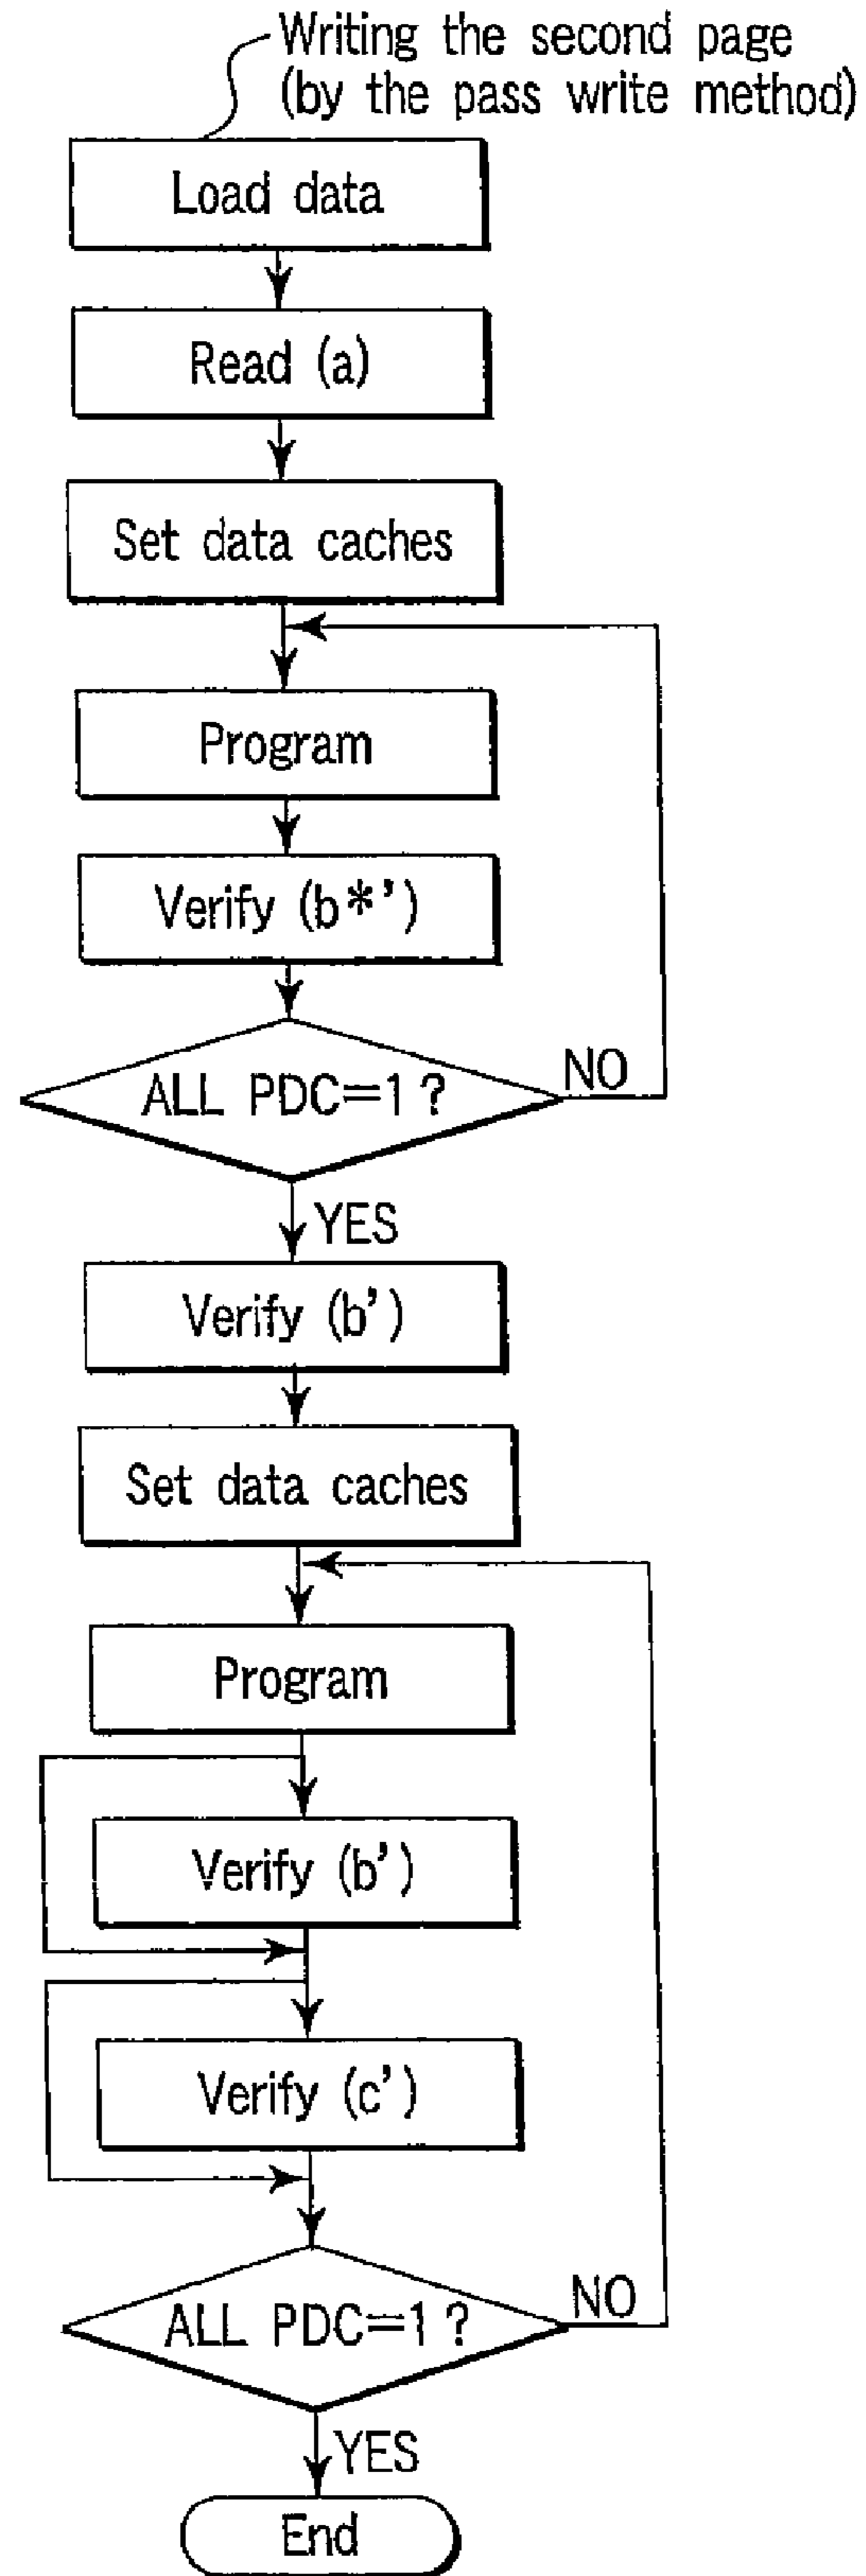 Writing the second page
(by the pass write method)
Load data
Read (a)
Set data caches
Program
Verify (b*')
ALL PDC=1?
NO
YES
Verify (b')
Set data caches
Program
Verify (b')
Verify (c')
ALL PDC=1?
NO
YES
End